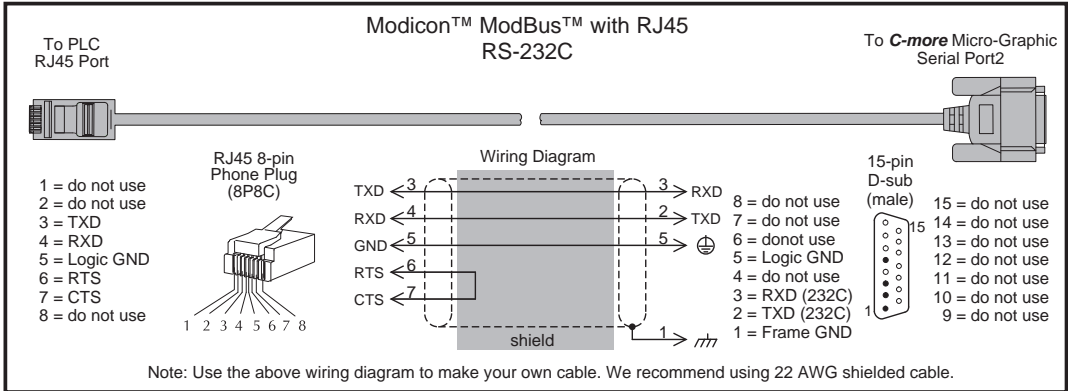 Modicon™ ModBus™ with RJ45
RS-232C
To PLC
RJ45 Port
To C-more Micro-Graphic
Serial Port2
1 = do not use
2 = do not use
3 = TXD
4 = RXD
5 = Logic GND
6 = RTS
7 = CTS
8 = do not use
RJ45 8-pin
Phone Plug
(8P8C)
1 2 3 4 5 6 7 8
Wiring Diagram
TXD 3 3 RXD
RXD 4 2 TXD
GND 5 5
RTS 6
CTS 7
1
shield
8 = do not use
7 = do not use
6 = donot use
5 = Logic GND
4 = do not use
3 = RXD (232C)
2 = TXD (232C)
1 = Frame GND
15-pin
D-sub
(male)
15
1
15 = do not use
14 = do not use
13 = do not use
12 = do not use
11 = do not use
10 = do not use
9 = do not use
Note: Use the above wiring diagram to make your own cable. We recommend using 22 AWG shielded cable.